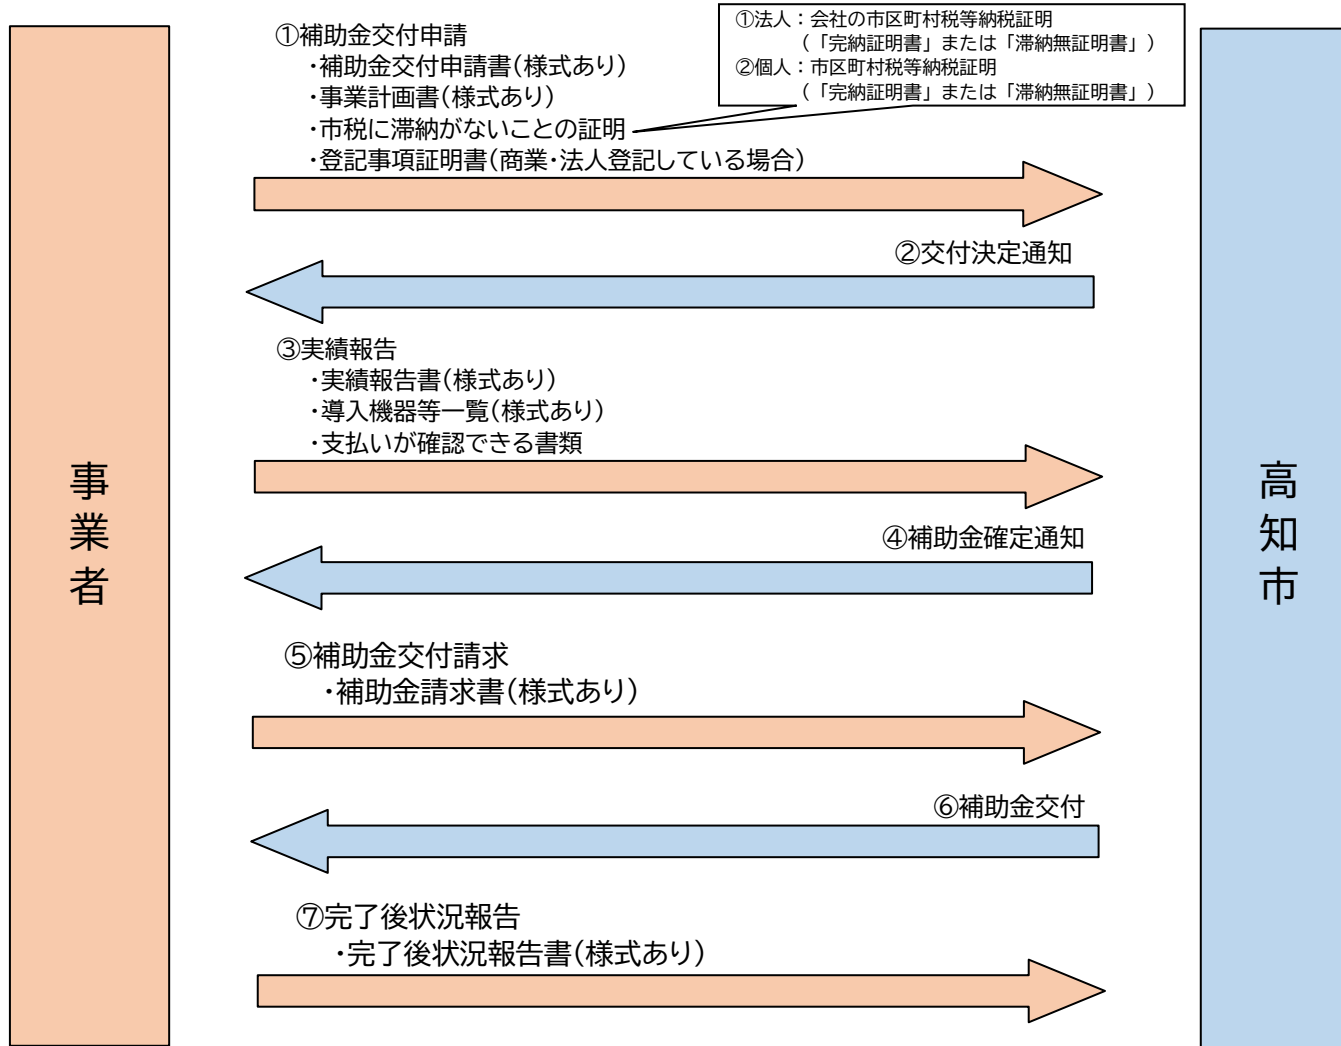 ①補助金交付申請
・補助金交付申請書(様式あり)
・事業計画書(様式あり)
・市税に滞納がないことの証明
・登記事項証明書(商業・法人登記している場合)
①法人：会社の市区町村税等納税証明
（「完納証明書」または「滞納無証明書」）
②個人：市区町村税等納税証明
（「完納証明書」または「滞納無証明書」）
②交付決定通知
③実績報告
・実績報告書(様式あり)
・導入機器等一覧(様式あり)
・支払いが確認できる書類
事業者
高知市
④補助金確定通知
⑤補助金交付請求
・補助金請求書(様式あり)
⑥補助金交付
⑦完了後状況報告
・完了後状況報告書(様式あり)